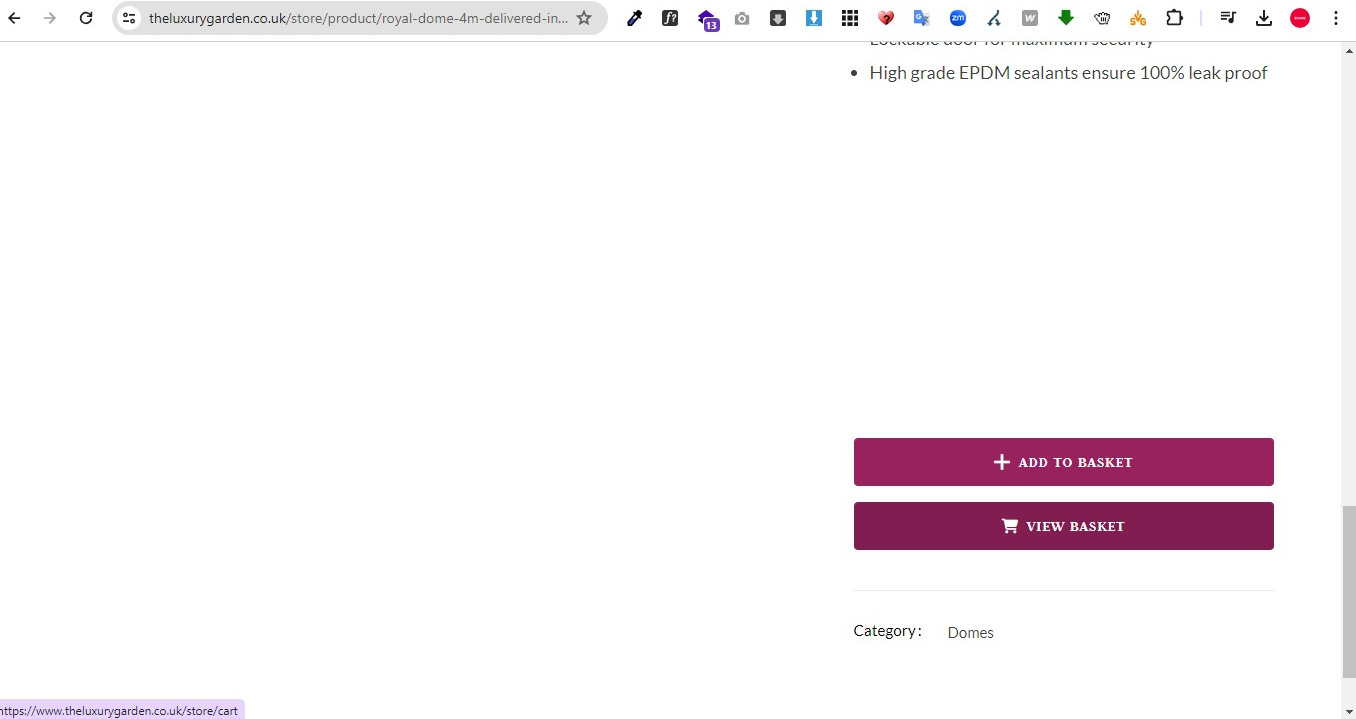 theluxurygarden.co.uk/store/product/royal-dome-4m-delivered-in...
f?
13
zm
W
SVG
Lockable door for maximum security
• High grade EPDM sealants ensure 100% leak proof
ADD TO BASKET
VIEW BASKET
Category: Domes
https://www.theluxurygarden.co.uk/store/cart